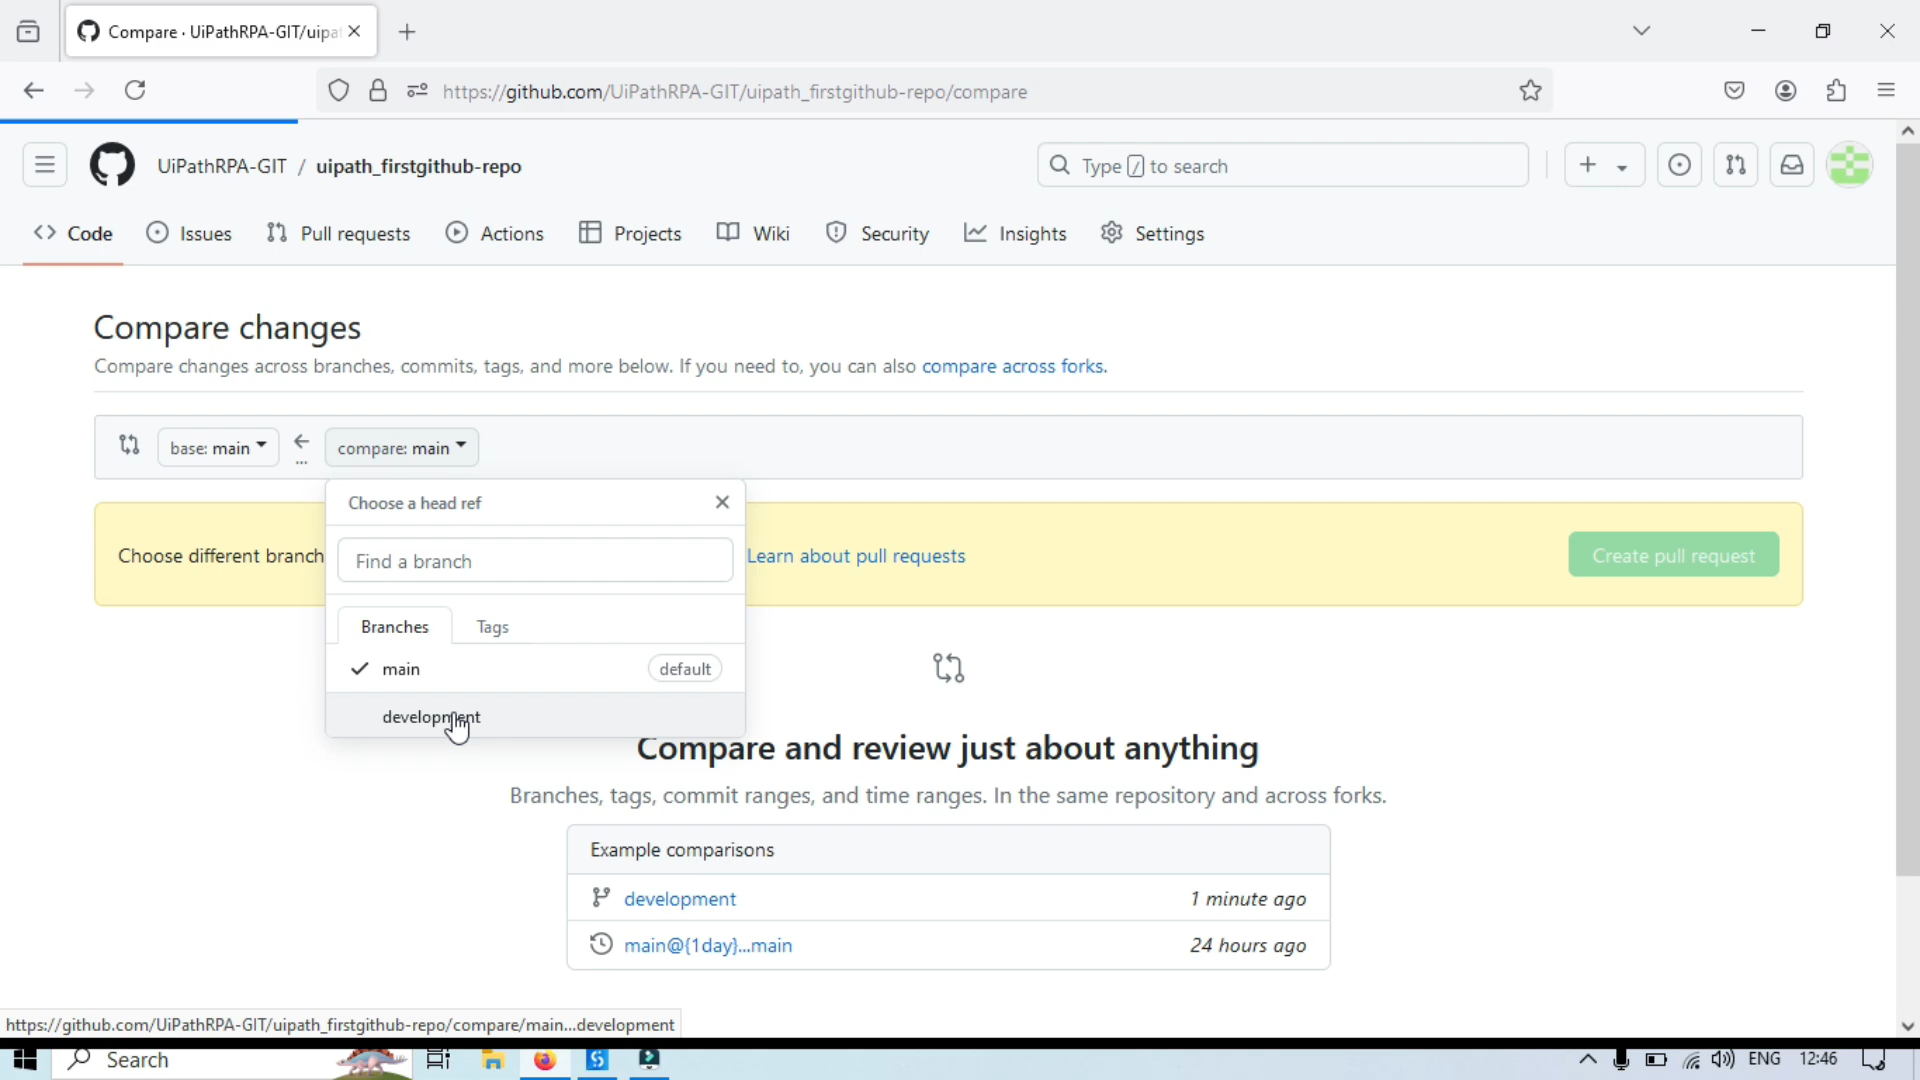 Compare · UiPathRPA-GIT/uipa
https://github.com/UiPathRPA-GIT/uipath_firstgithub-repo/compare
UiPathRPA-GIT / uipath_firstgithub-repo
Type / to search
Code Issues Pull requests Actions Projects Wiki Security Insights Settings
Compare changes
Compare changes across branches, commits, tags, and more below. If you need to, you can also compare across forks.
base: main ← ... compare: main
Choose a head ref
Choose different branch Learn about pull requests Create pull request
Find a branch
Branches Tags
main default
development
Compare and review just about anything
Branches, tags, commit ranges, and time ranges. In the same repository and across forks.
Example comparisons
development 1 minute ago
main@{1day}...main 24 hours ago
https://github.com/UiPathRPA-GIT/uipath_firstgithub-repo/compare/main...development
Search ENG 12:46